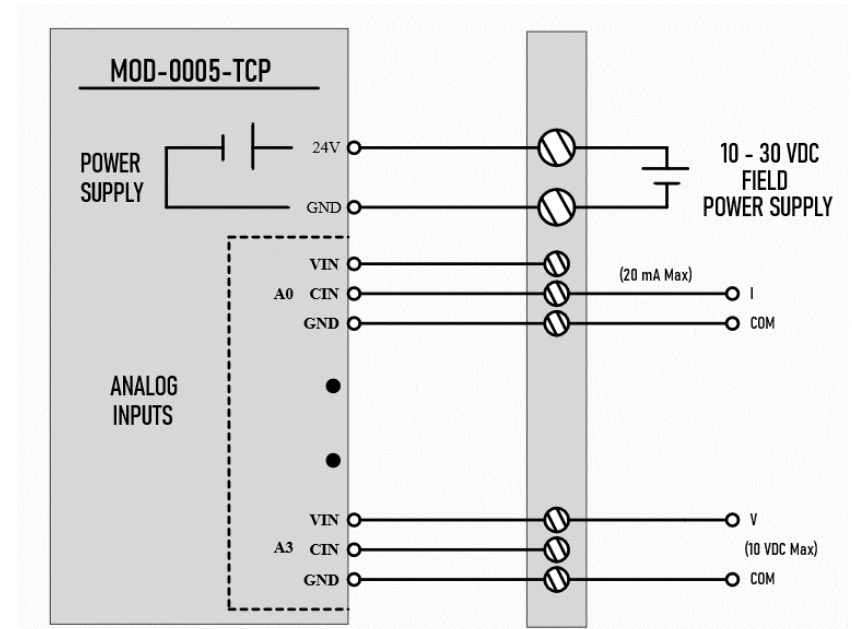 MOD-0005-TCP
POWER
SUPPLY
24V
GND
10 - 30 VDC
FIELD
POWER SUPPLY
VIN
A0 CIN
GND
(20 mA Max)
I
COM
ANALOG
INPUTS
VIN
A3 CIN
GND
V
(10 VDC Max)
COM